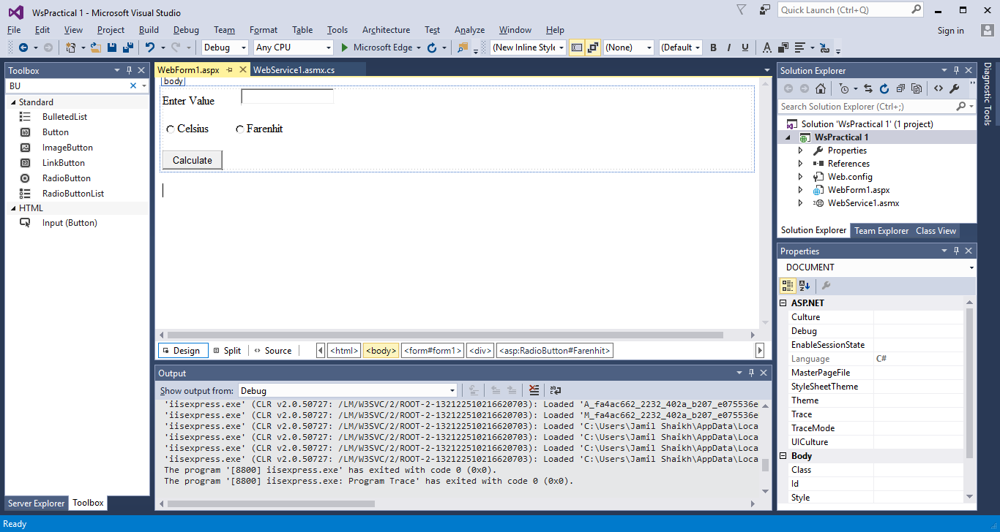 WsPractical 1 - Microsoft Visual Studio
Quick Launch (Ctrl+Q)
File Edit View Project Build Debug Team Format Table Tools Architecture Test Analyze Window Help
Sign in
Debug Any CPU Microsoft Edge (New Inline Style (None) (Default B I U A
Toolbox
BU
Standard
BulletedList
Button
ImageButton
LinkButton
RadioButton
RadioButtonList
HTML
Input (Button)
Server Explorer Toolbox
WebForm1.aspx WebService1.asmx.cs
body
Enter Value
Celsius Farenhit
Calculate
Design Split Source <html> <body> <form#form1> <div> <asp:RadioButton#Farenhit>
Output
Show output from: Debug
'iisexpress.exe' (CLR v2.0.50727: /LM/W3SVC/2/ROOT-2-132122510216620703): Loaded 'A_fa4ac662_2232_402a_b207_e075536e
'iisexpress.exe' (CLR v2.0.50727: /LM/W3SVC/2/ROOT-2-132122510216620703): Loaded 'M_fa4ac662_2232_402a_b207_e075536e
'iisexpress.exe' (CLR v2.0.50727: /LM/W3SVC/2/ROOT-2-132122510216620703): Loaded 'C:\Users\Jamil Shaikh\AppData\Loca
'iisexpress.exe' (CLR v2.0.50727: /LM/W3SVC/2/ROOT-2-132122510216620703): Loaded 'C:\Users\Jamil Shaikh\AppData\Loca
'iisexpress.exe' (CLR v2.0.50727: /LM/W3SVC/2/ROOT-2-132122510216620703): Loaded 'C:\Users\Jamil Shaikh\AppData\Loca
'iisexpress.exe' (CLR v2.0.50727: /LM/W3SVC/2/ROOT-2-132122510216620703): Loaded 'C:\Users\Jamil Shaikh\AppData\Loca
The program '[8800] iisexpress.exe' has exited with code 0 (0x0).
The program '[8800] iisexpress.exe: Program Trace' has exited with code 0 (0x0).
Solution Explorer
Search Solution Explorer (Ctrl+;)
Solution 'WsPractical 1' (1 project)
WsPractical 1
Properties
References
Web.config
WebForm1.aspx
WebService1.asmx
Solution Explorer Team Explorer Class View
Properties
DOCUMENT
ASP.NET
Culture
Debug
EnableSessionState
Language C#
MasterPageFile
StyleSheetTheme
Theme
Trace
TraceMode
UICulture
Body
Class
Id
Style
Diagnostic Tools
Ready